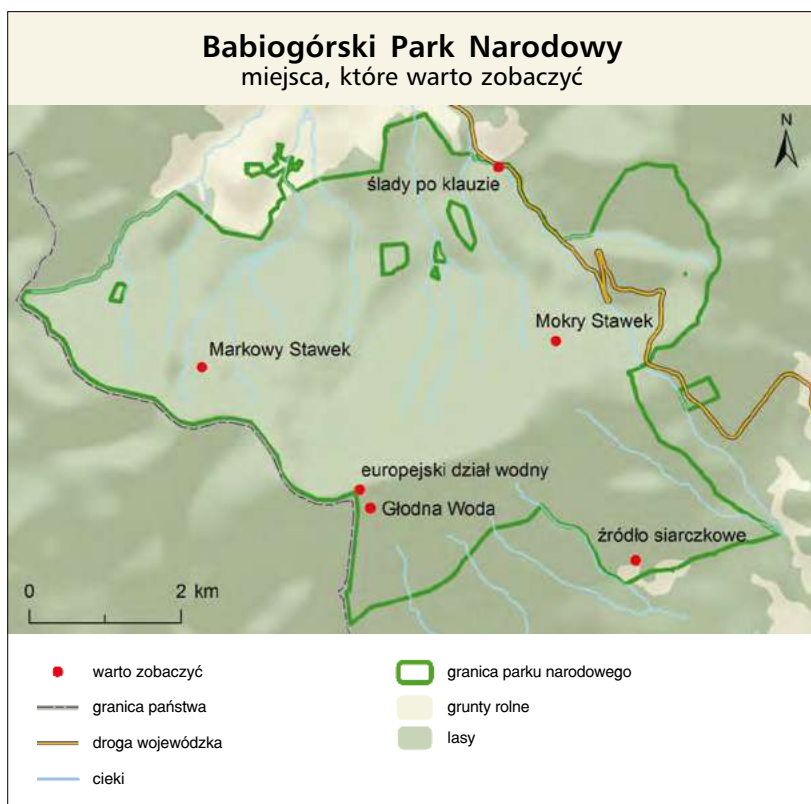 Babiogórski Park Narodowy
miejsca, które warto zobaczyć
N
ślady po klauzie
Mokry Stawek
Markowy Stawek
europejski dział wodny
Głodna Woda
źródło siarczkowe
0 2 km
warto zobaczyć
granica państwa
droga wojewódzka
cieki
granica parku narodowego
grunty rolne
lasy